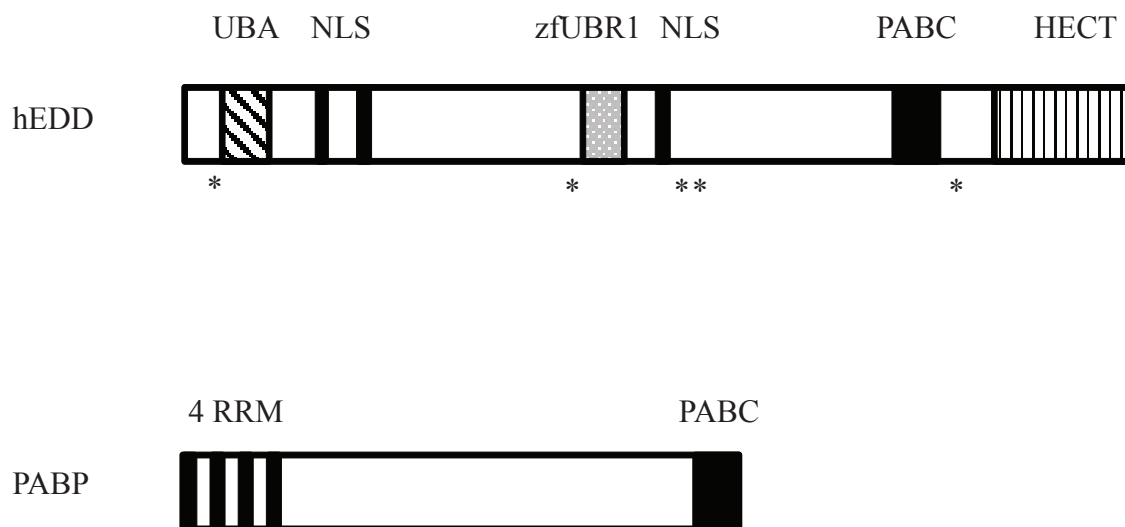 UBA NLS zfUBR1 NLS PABC HECT
hEDD
* * ** *
4 RRM PABC
PABP